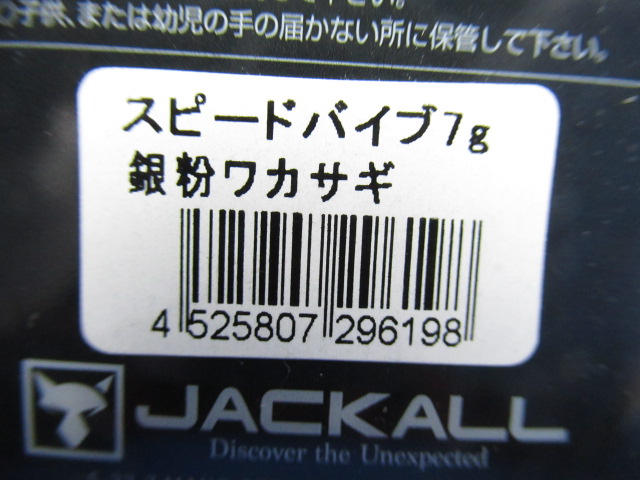 の子供、または幼児の手の届かない所に保管して下さい。
スピードバイブ7g
銀粉ワカサギ
4 525807 296198
JACKALL
Discover the Unexpected